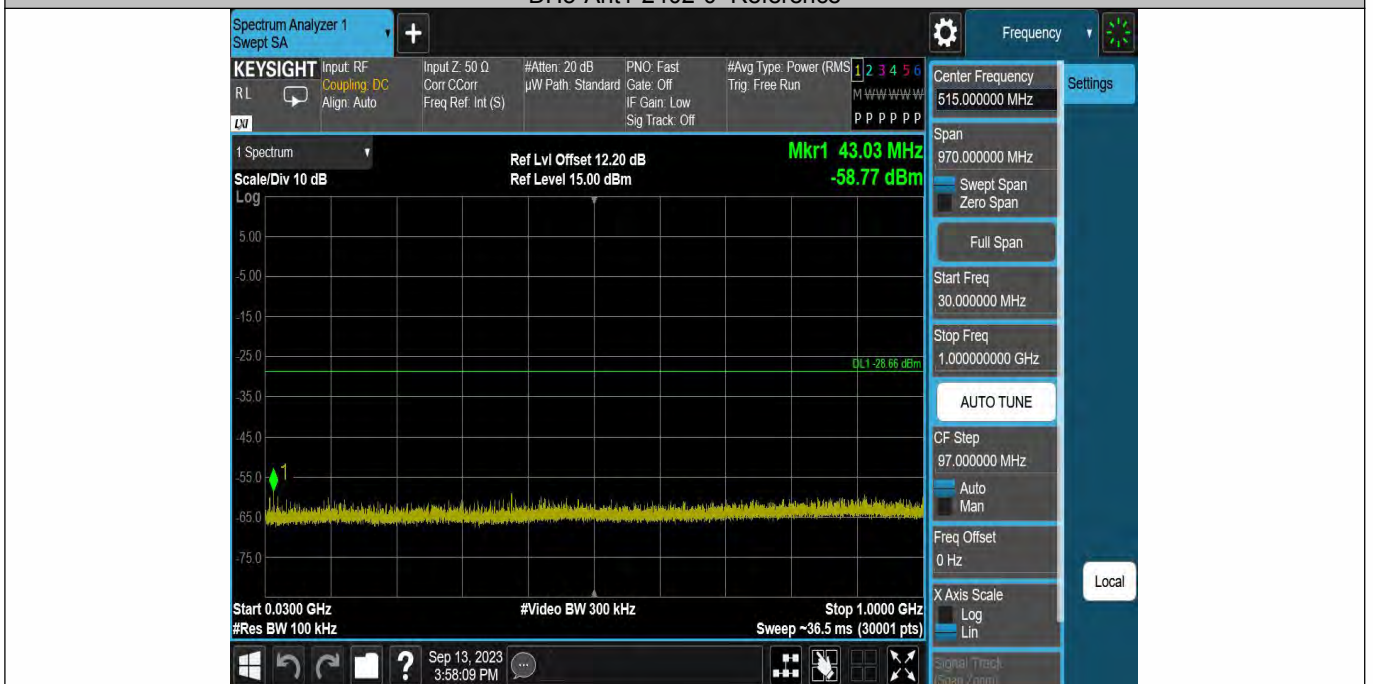 Spectrum Analyzer 1
Swept SA
Frequency
KEYSIGHT
RL
LXI
Input: RF
Coupling: DC
Align: Auto
Input Z: 50 Ω
Corr CCorr
Freq Ref: Int (S)
#Atten: 20 dB
µW Path: Standard
PNO: Fast
Gate: Off
IF Gain: Low
Sig Track: Off
#Avg Type: Power (RMS
Trig: Free Run
1 2 3 4 5 6
M W W W W W
P P P P P P
1 Spectrum
Scale/Div 10 dB
Log
Ref Lvl Offset 12.20 dB
Ref Level 15.00 dBm
Mkr1 43.03 MHz
-58.77 dBm
5.00
-5.00
-15.0
-25.0
DL1 -28.66 dBm
-35.0
-45.0
-55.0
1
-65.0
-75.0
Start 0.0300 GHz
#Res BW 100 kHz
#Video BW 300 kHz
Stop 1.0000 GHz
Sweep ~36.5 ms (30001 pts)
Center Frequency
515.000000 MHz
Settings
Span
970.000000 MHz
Swept Span
Zero Span
Full Span
Start Freq
30.000000 MHz
Stop Freq
1.000000000 GHz
AUTO TUNE
CF Step
97.000000 MHz
Auto
Man
Freq Offset
0 Hz
X Axis Scale
Log
Lin
Local
Signal Track
(Span Zoom)
?
Sep 13, 2023
3:58:09 PM